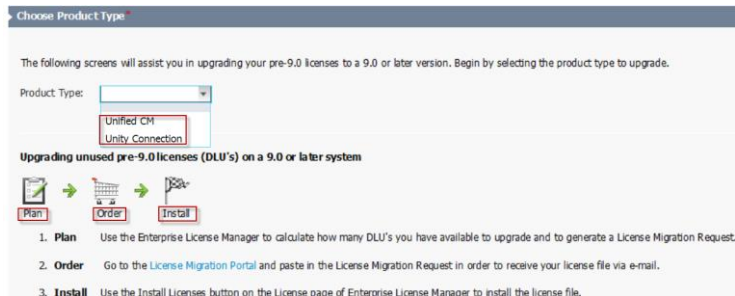 Choose Product Type*
The following screens will assist you in upgrading your pre-9.0 licenses to a 9.0 or later version. Begin by selecting the product type to upgrade.
Product Type:
Unified CM
Unity Connection
Upgrading unused pre-9.0 licenses (DLU's) on a 9.0 or later system
Plan Order Install
1. Plan Use the Enterprise License Manager to calculate how many DLU's you have available to upgrade and to generate a License Migration Request.
2. Order Go to the License Migration Portal and paste in the License Migration Request in order to receive your license file via e-mail.
3. Install Use the Install Licenses button on the License page of Enterprise License Manager to install the license file.